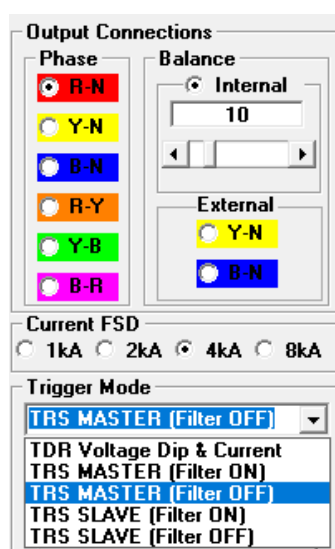 Output Connections
Phase
Balance
R-N
Internal
Y-N
10
B-N
R-Y
External
Y-N
Y-B
B-N
B-R
Current FSD
1kA 2kA 4kA 8kA
Trigger Mode
TRS MASTER (Filter OFF)
TDR Voltage Dip & Current
TRS MASTER (Filter ON)
TRS MASTER (Filter OFF)
TRS SLAVE (Filter ON)
TRS SLAVE (Filter OFF)